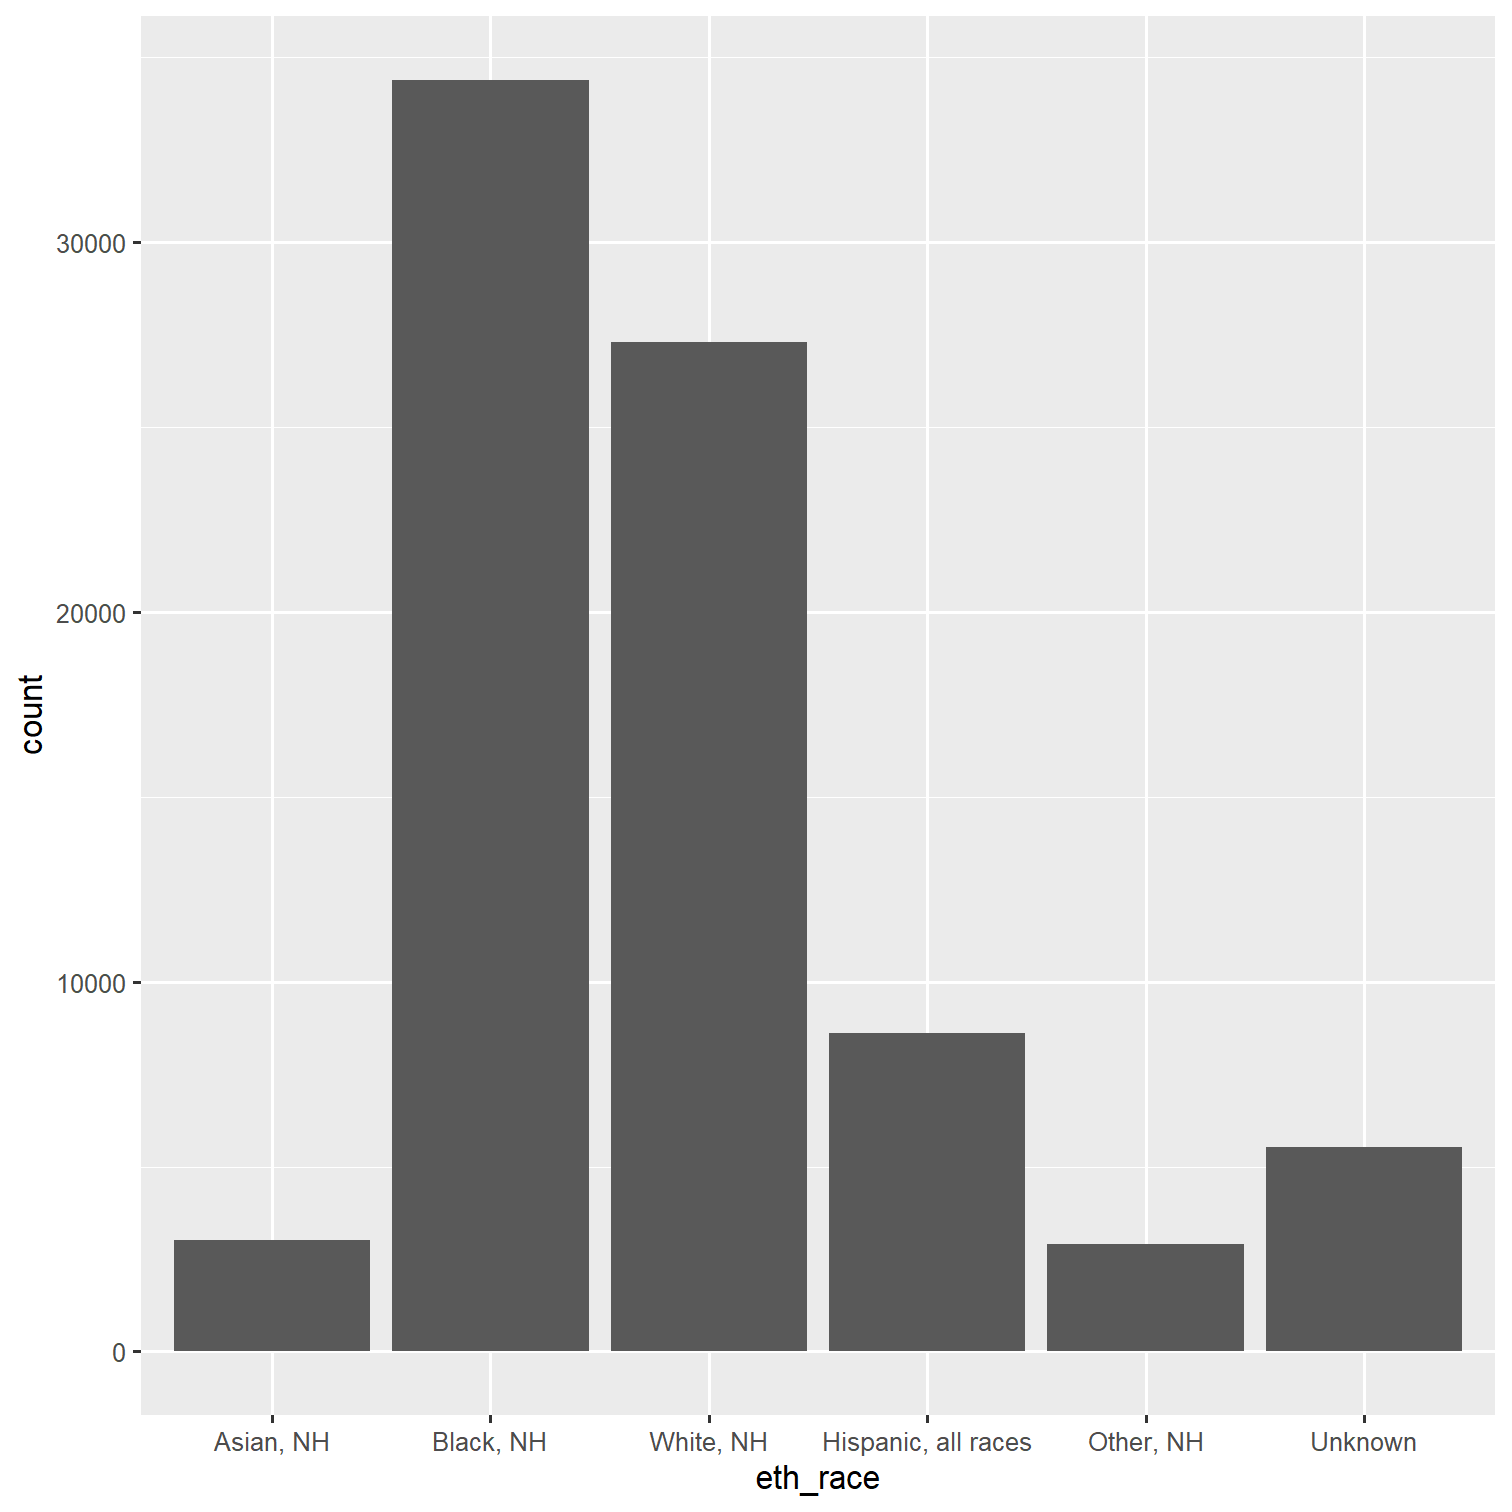 30000
20000
10000
0
count
Asian, NH
Black, NH
White, NH
Hispanic, all races
Other, NH
Unknown
eth_race